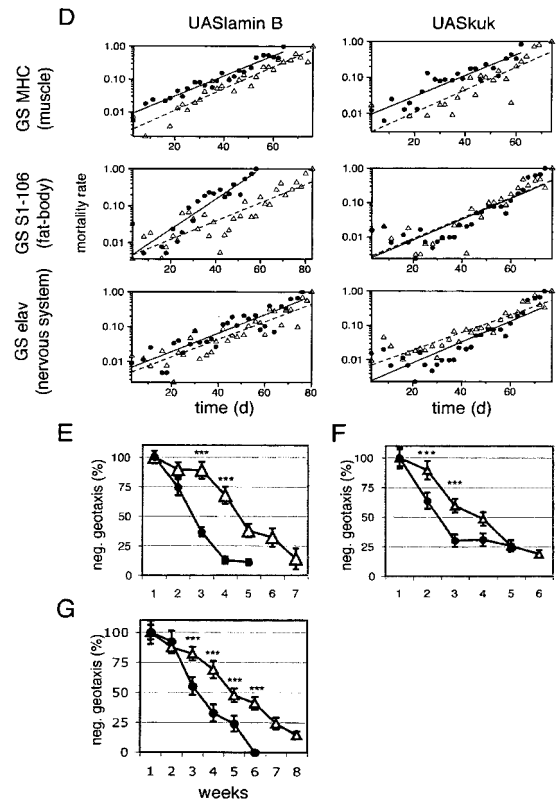 D
UASlamin B
UASkuk
GS MHC
(muscle)
1.00
0.10
0.01
20
40
60
1.00
0.10
0.01
20
40
60
GS S1-106
(fat-body)
mortality rate
1.00
0.10
0.01
20
40
60
80
1.00
0.10
0.01
20
40
60
GS elav
(nervous system)
1.00
0.10
0.01
20
40
60
80
time (d)
1.00
0.10
0.01
20
40
60
time (d)
E
neg. geotaxis (%)
100
75
50
25
0
***
***
1 2 3 4 5 6 7
F
neg. geotaxis (%)
100
75
50
25
0
***
***
1 2 3 4 5 6
G
neg. geotaxis (%)
100
75
50
25
0
***
***
***
***
1 2 3 4 5 6 7 8
weeks